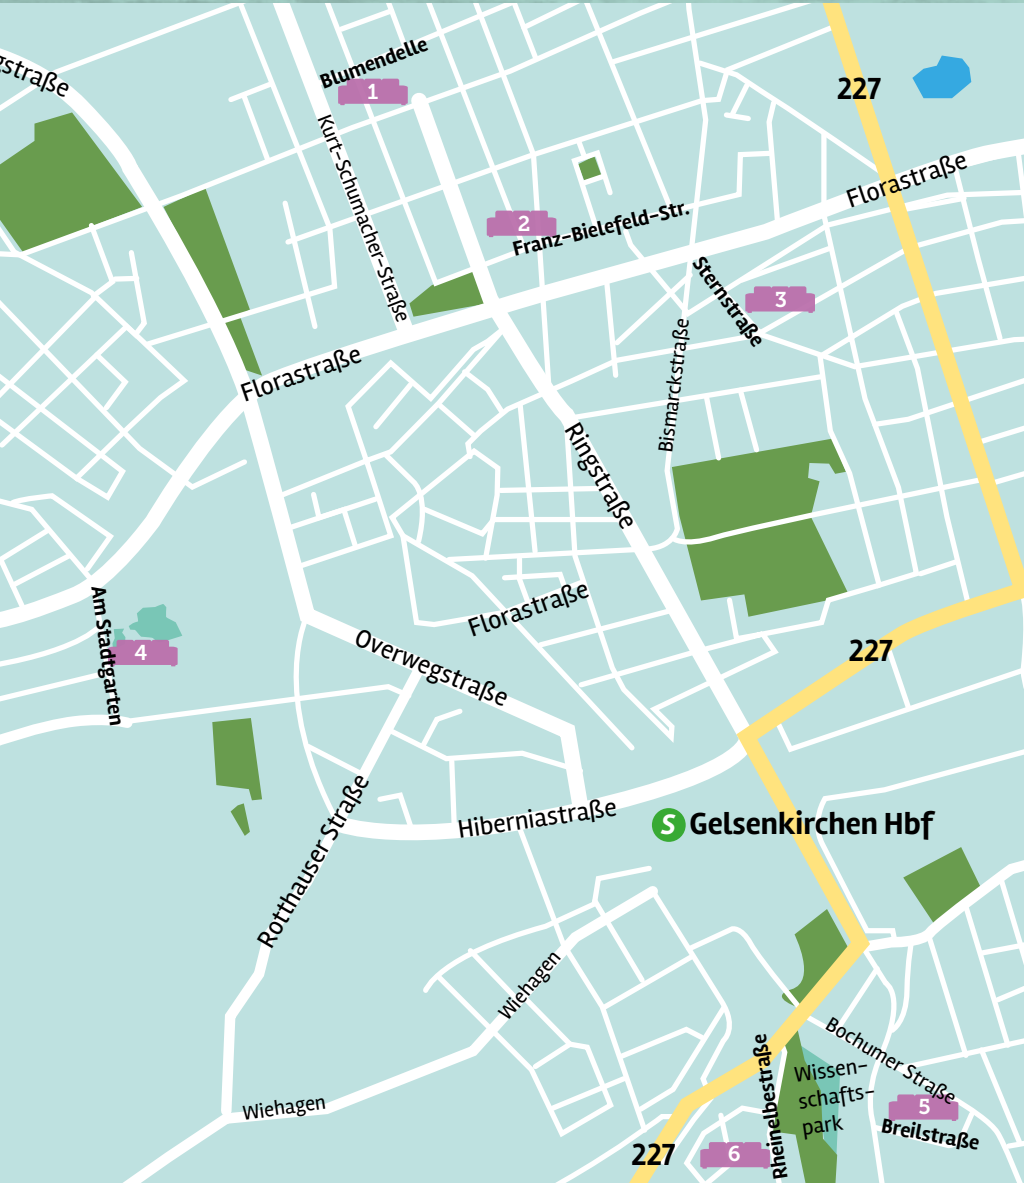 Blumendelle
gstraße
227
1
Kurt-Schumacher-Straße
Florastraße
2
Franz-Bielefeld-Str.
Sternstraße
3
Bismarckstraße
Florastraße
Ringstraße
Am Stadtgarten
Florastraße
4
Overwegstraße
227
Rotthauser Straße
Hiberniastraße
S Gelsenkirchen Hbf
Wiehagen
Bochumer Straße
Rheinelbestraße
Wissen-
schafts-
park
Wiehagen
5
Breilstraße
227
6